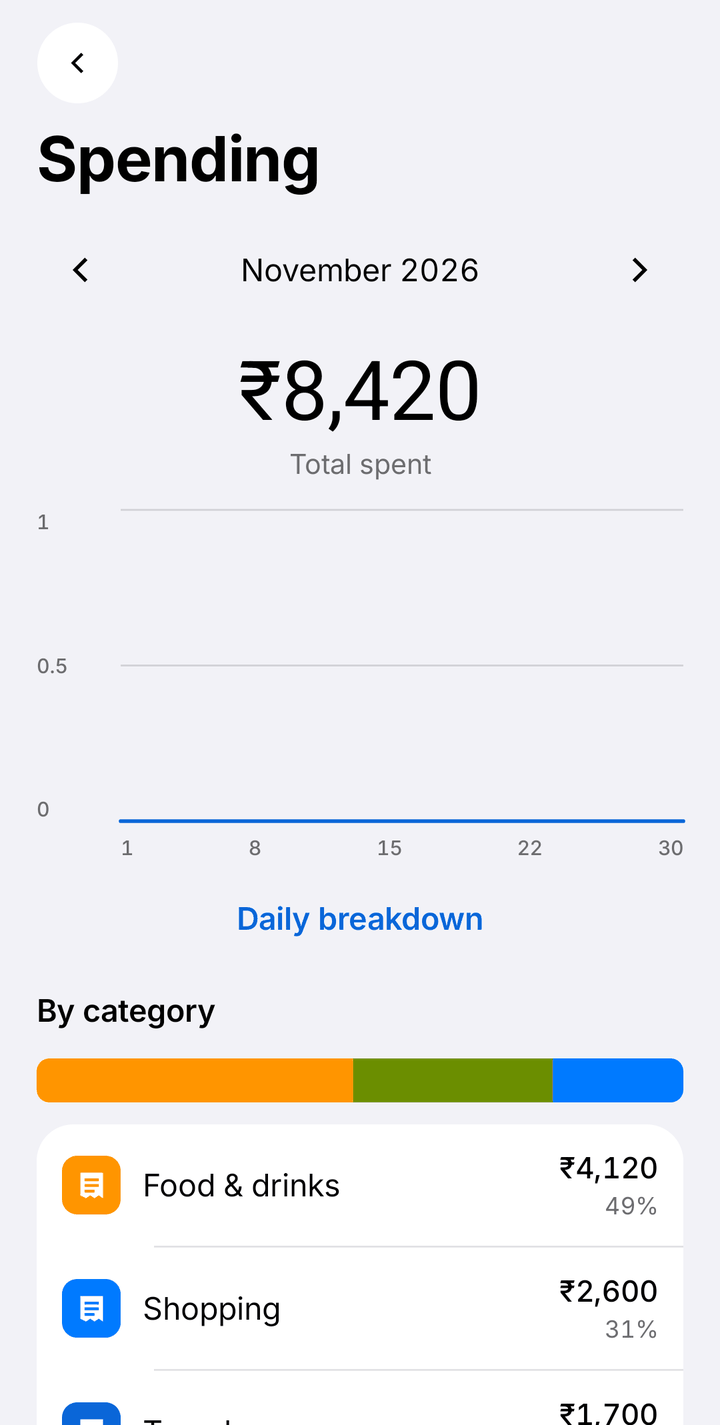 Spending
November 2026
₹8,420
Total spent
1
0.5
0
1 8 15 22 30
Daily breakdown
By category
Food & drinks ₹4,120
49%
Shopping ₹2,600
31%
₹1,700